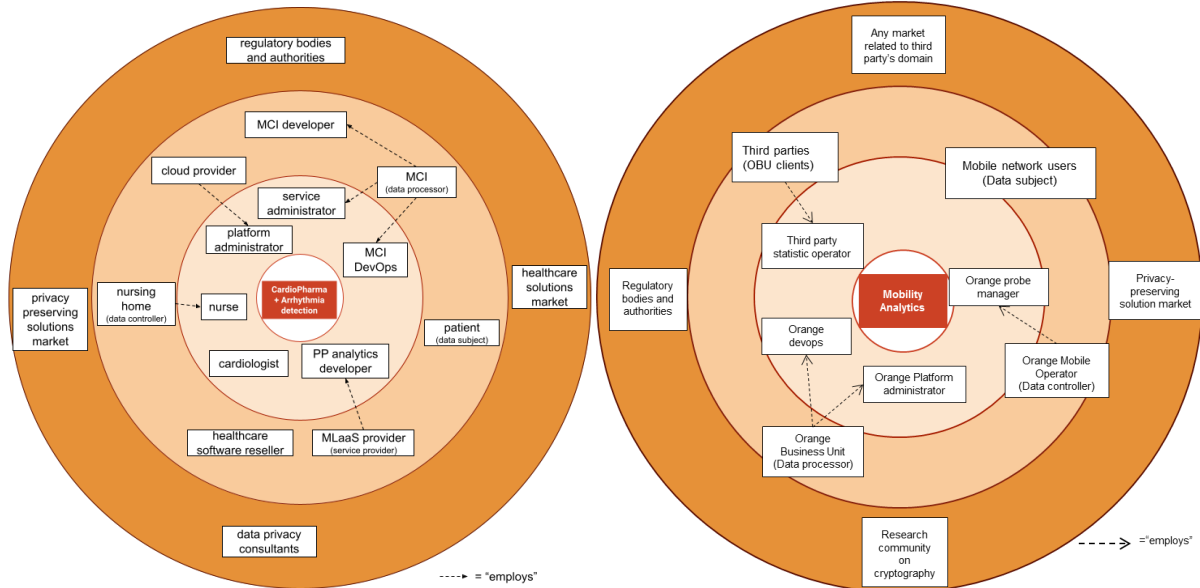 regulatory bodies
and authorities
MCI developer
cloud provider
MCI
(data processor)
service
administrator
platform
administrator
MCI
DevOps
healthcare
solutions
market
privacy
preserving
solutions
market
nursing
home
(data controller)
nurse
CardioPharma
+ Arrhythmia
detection
patient
(data subject)
cardiologist
PP analytics
developer
healthcare
software reseller
MLaaS provider
(service provider)
data privacy
consultants
= “employs”
Any market
related to third
party’s domain
Third parties
(OBU clients)
Mobile network users
(Data subject)
Third party
statistic operator
Regulatory
bodies and
authorities
Mobility
Analytics
Orange probe
manager
Privacy-
preserving
solution market
Orange
devops
Orange Platform
administrator
Orange Mobile
Operator
(Data controller)
Orange
Business Unit
(Data processor)
Research
community
on
cryptography
=“employs”